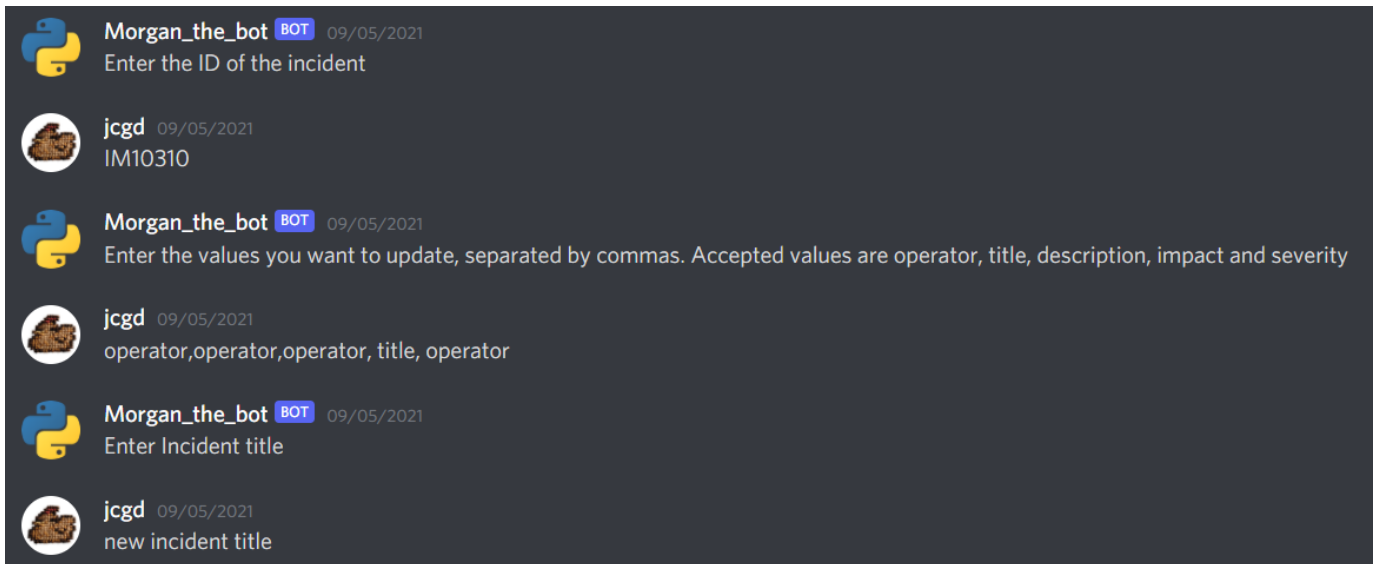 Morgan_the_bot BOT 09/05/2021
Enter the ID of the incident
jcgd 09/05/2021
IM10310
Morgan_the_bot BOT 09/05/2021
Enter the values you want to update, separated by commas. Accepted values are operator, title, description, impact and severity
jcgd 09/05/2021
operator,operator,operator, title, operator
Morgan_the_bot BOT 09/05/2021
Enter Incident title
jcgd 09/05/2021
new incident title